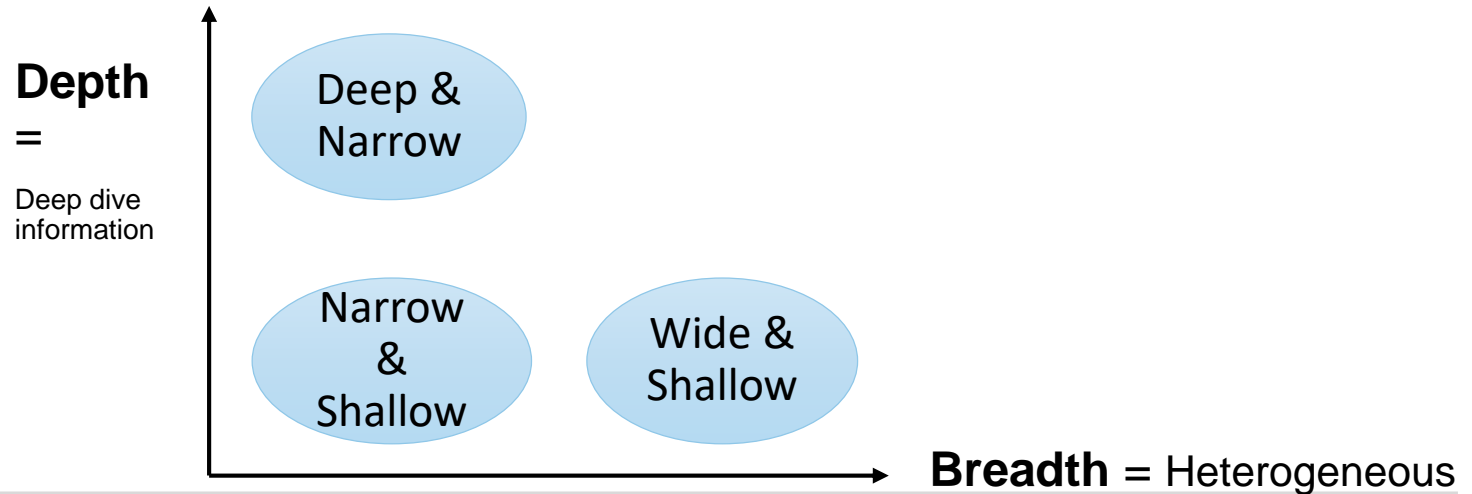 Depth
=
Deep dive
information
Deep &
Narrow
Narrow
&
Shallow
Wide &
Shallow
Breadth = Heterogeneous